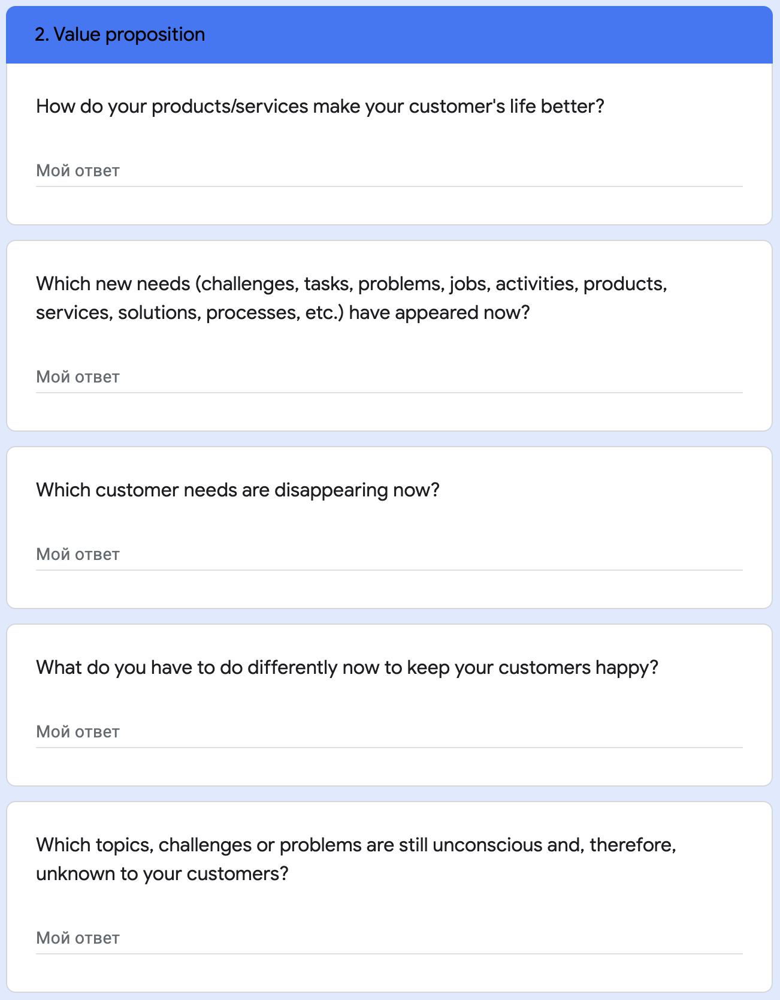 2. Value proposition
How do your products/services make your customer's life better?
Мой ответ
Which new needs (challenges, tasks, problems, jobs, activities, products,
services, solutions, processes, etc.) have appeared now?
Мой ответ
Which customer needs are disappearing now?
Мой ответ
What do you have to do differently now to keep your customers happy?
Мой ответ
Which topics, challenges or problems are still unconscious and, therefore,
unknown to your customers?
Мой ответ